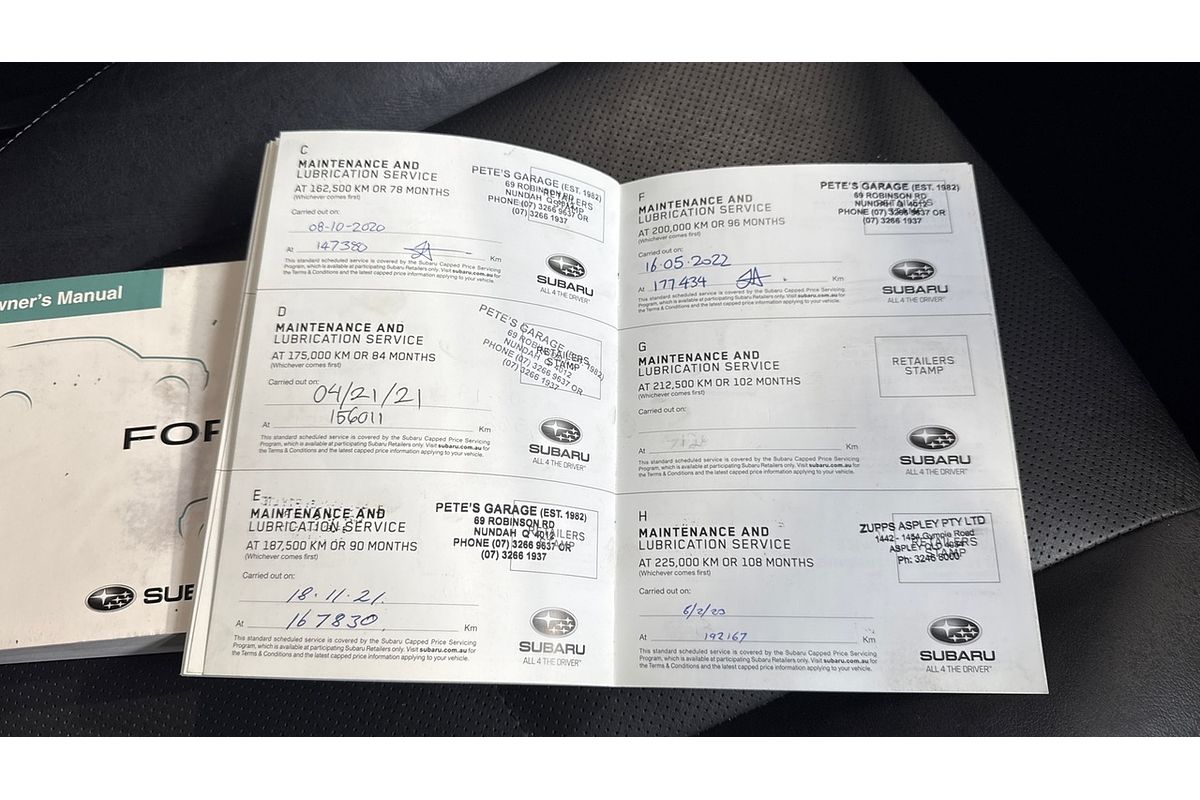 wner's Manual
FOR
SUB
C
MAINTENANCE AND
LUBRICATION SERVICE
AT 162,500 KM OR 78 MONTHS
(Whichever comes first)
Carried out on:
08-10-2020
At 147380 Km
This standard scheduled service is covered by the Subaru Capped Price Servicing
Program, which is available at participating Subaru Retailers only. Visit subaru.com.au for
the Terms & Conditions and the latest capped price information applying to your vehicle.
PETE'S GARAGE (EST. 1982)
69 ROBINSON RD
NUNDAH Q 4012
PHONE (07) 3266 9637 OR
(07) 3266 1937
RETAILERS
STAMP
SUBARU
ALL 4 THE DRIVER
D
MAINTENANCE AND
LUBRICATION SERVICE
AT 175,000 KM OR 84 MONTHS
(Whichever comes first)
Carried out on:
04/21/21
156011
At Km
This standard scheduled service is covered by the Subaru Capped Price Servicing
Program, which is available at participating Subaru Retailers only. Visit subaru.com.au for
the Terms & Conditions and the latest capped price information applying to your vehicle.
PETE'S GARAGE (EST. 1982)
69 ROBINSON RD
NUNDAH Q 4012
PHONE (07) 3266 9637 OR
(07) 3266 1937
RETAILERS
STAMP
SUBARU
ALL 4 THE DRIVER
E
MAINTENANCE AND
LUBRICATION SERVICE
AT 187,500 KM OR 90 MONTHS
(Whichever comes first)
Carried out on:
18.11.21.
At 167830. Km
This standard scheduled service is covered by the Subaru Capped Price Servicing
Program, which is available at participating Subaru Retailers only. Visit subaru.com.au for
the Terms & Conditions and the latest capped price information applying to your vehicle.
PETE'S GARAGE (EST. 1982)
69 ROBINSON RD
NUNDAH Q 4012
PHONE (07) 3266 9637 OR
(07) 3266 1937
RETAILERS
STAMP
SUBARU
ALL 4 THE DRIVER
F
MAINTENANCE AND
LUBRICATION SERVICE
AT 200,000 KM OR 96 MONTHS
(Whichever comes first)
Carried out on:
16.05.2022
At 177434 Km
This standard scheduled service is covered by the Subaru Capped Price Servicing
Program, which is available at participating Subaru Retailers only. Visit subaru.com.au for
the Terms & Conditions and the latest capped price information applying to your vehicle.
PETE'S GARAGE (EST. 1982)
69 ROBINSON RD
NUNDAH Q 4012
PHONE (07) 3266 9637 OR
(07) 3266 1937
SUBARU
ALL 4 THE DRIVER
G
MAINTENANCE AND
LUBRICATION SERVICE
AT 212,500 KM OR 102 MONTHS
(Whichever comes first)
Carried out on:
At Km
This standard scheduled service is covered by the Subaru Capped Price Servicing
Program, which is available at participating Subaru Retailers only. Visit subaru.com.au for
the Terms & Conditions and the latest capped price information applying to your vehicle.
RETAILERS
STAMP
SUBARU
ALL 4 THE DRIVER
H
MAINTENANCE AND
LUBRICATION SERVICE
AT 225,000 KM OR 108 MONTHS
(Whichever comes first)
Carried out on:
6/2/23
At 192167 Km
This standard scheduled service is covered by the Subaru Capped Price Servicing
Program, which is available at participating Subaru Retailers only. Visit subaru.com.au for
the Terms & Conditions and the latest capped price information applying to your vehicle.
ZUPPS ASPLEY PTY LTD
1442 - 1454 Gympie Road
ASPLEY QLD 4034
Ph: 3246 8000
RETAILERS
STAMP
SUBARU
ALL 4 THE DRIVER